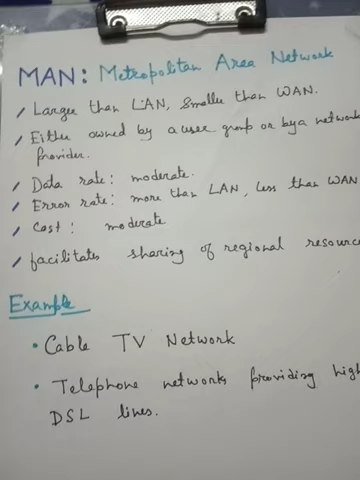 MAN: Metropolitan Area Network
Larger than LAN, Smaller than WAN.
Either owned by a user group or by a network
provider.
Data rate: moderate.
Error rate: more than LAN, less than WAN
Cost: moderate
facilitates sharing of regional resource
Example
• Cable TV Network
• Telephone networks providing high
DSL lines.